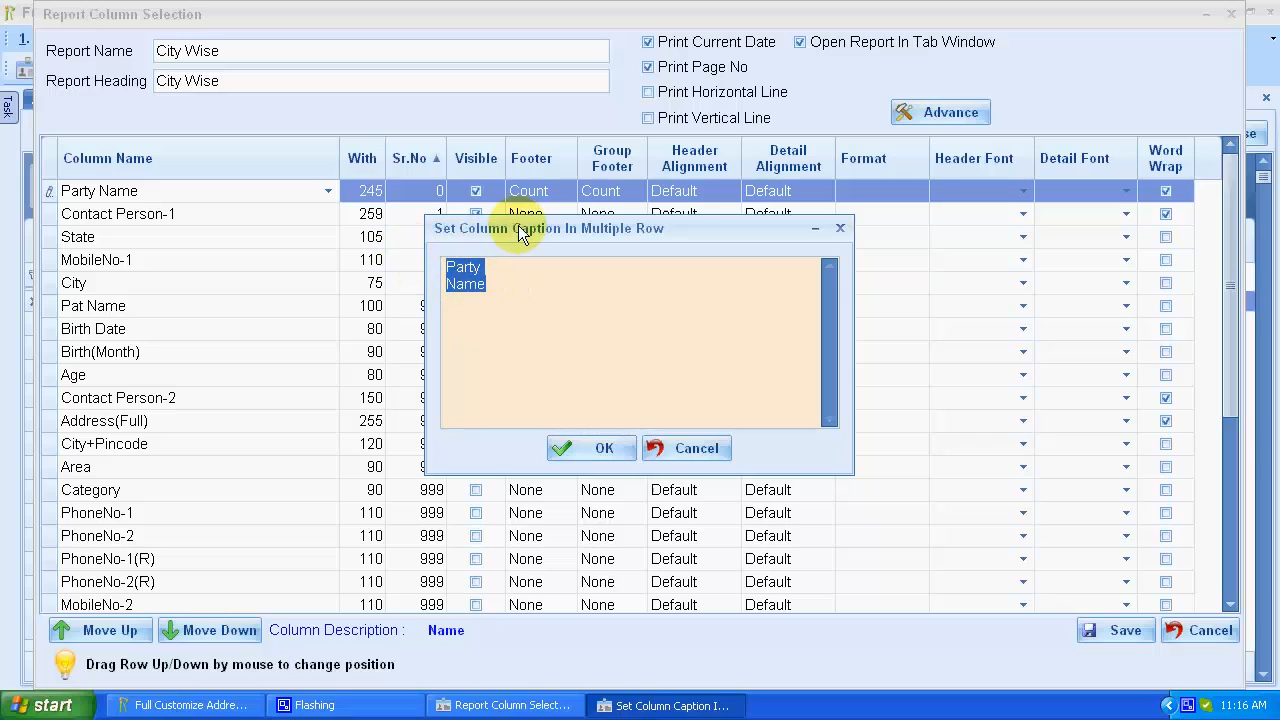 Report Column Selection
1.
Task
Report Name City Wise
Report Heading City Wise
Print Current Date Open Report In Tab Window
Print Page No
Print Horizontal Line
Print Vertical Line
Advance
Column Name With Sr.No Visible Footer Group Footer Header Alignment Detail Alignment Format Header Font Detail Font Word Wrap
Party Name 245 0 Count Count Default Default
Contact Person-1 259 1 None None Default Default
State 105
MobileNo-1 110
City 75
Pat Name 100
Birth Date 80
Birth(Month) 90
Age 80
Contact Person-2 150
Address(Full) 255
City+Pincode 120
Area 90
Category 90 999 None None Default Default
PhoneNo-1 110 999 None None Default Default
PhoneNo-2 110 999 None None Default Default
PhoneNo-1(R) 110 999 None None Default Default
PhoneNo-2(R) 110 999 None None Default Default
MobileNo-2 110 999 None None Default Default
Set Column Caption In Multiple Row
Party
Name
OK Cancel
Move Up Move Down Column Description : Name Save Cancel
Drag Row Up/Down by mouse to change position
start Full Customize Addre... Flashing Report Column Select... Set Column Caption I... 11:16 AM